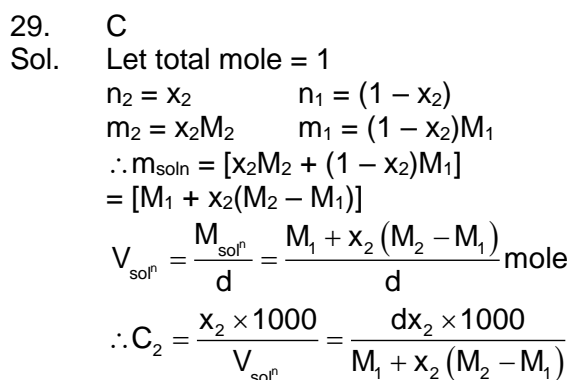 29. C
Sol. Let total mole = 1
n₂ = x₂ n₁ = (1 – x₂)
m₂ = x₂M₂ m₁ = (1 – x₂)M₁
∴ mₛₒₗₙ = [x₂M₂ + (1 – x₂)M₁]
= [M₁ + x₂(M₂ – M₁)]
V_solⁿ = M_solⁿ / d = (M₁ + x₂(M₂ – M₁)) / d mole
∴ C₂ = (x₂ × 1000) / V_solⁿ = (dx₂ × 1000) / (M₁ + x₂(M₂ – M₁))